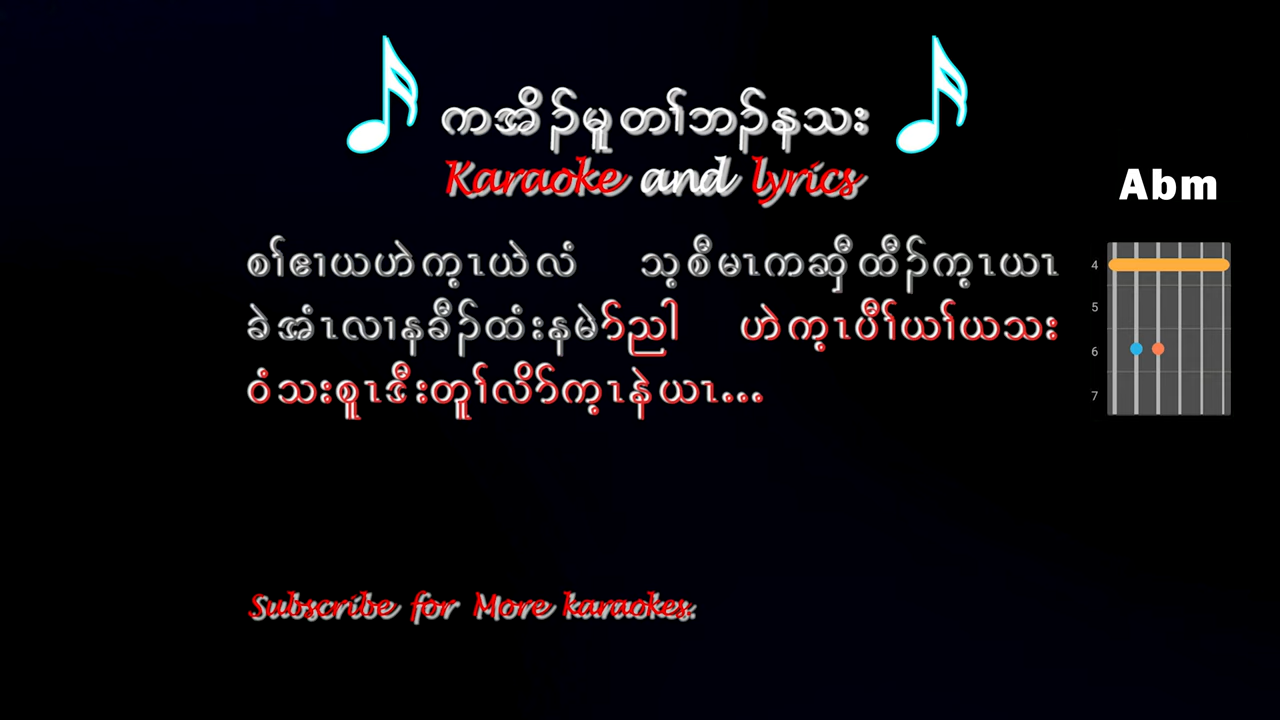 ကအိၣ်မူတၢ်ဘၣ်နသး
Karaoke and lyrics
Abm
စၢ်ဧၢယဟဲက့ၤယဲလံ သ့စီမၤကဆှီထီၣ်က့ၤယၤ
ခဲအံၤလၢနခီၣ်ထံးနမဲာ်ညါ ဟဲက့ၤပီၢ်ယၢ်ယသး
ဝံသးစူၤဒီးတူၢ်လိာ်က့ၤနဲယၤ...
4
5
6
7
Subscribe for More karaokes.